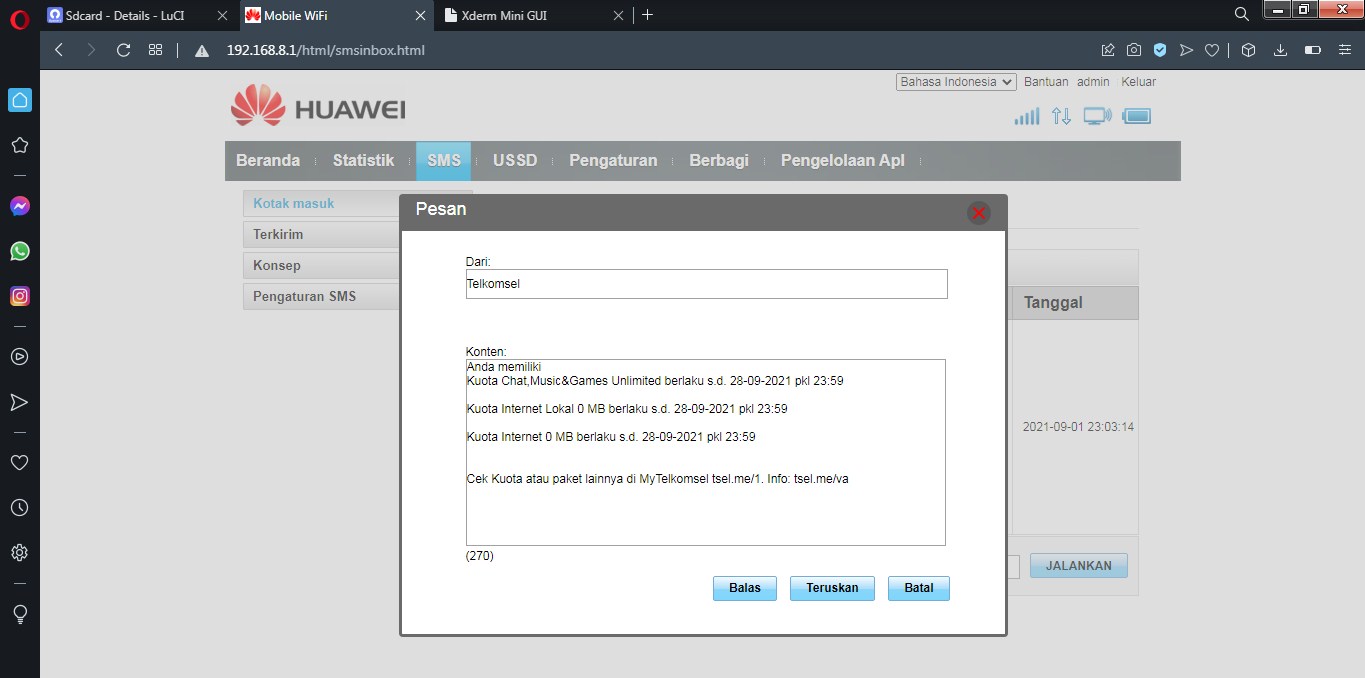 Sdcard - Details - LuCI
Mobile WiFi
Xderm Mini GUI
192.168.8.1/html/smsinbox.html
Bahasa Indonesia Bantuan admin Keluar
HUAWEI
Beranda Statistik SMS USSD Pengaturan Berbagi Pengelolaan Apl
Kotak masuk
Terkirim
Konsep
Pengaturan SMS
Pesan
Dari:
Telkomsel
Tanggal
Konten:
Anda memiliki
Kuota Chat,Music&Games Unlimited berlaku s.d. 28-09-2021 pkl 23:59
Kuota Internet Lokal 0 MB berlaku s.d. 28-09-2021 pkl 23:59
2021-09-01 23:03:14
Kuota Internet 0 MB berlaku s.d. 28-09-2021 pkl 23:59
Cek Kuota atau paket lainnya di MyTelkomsel tsel.me/1. Info: tsel.me/va
(270)
JALANKAN
Balas Teruskan Batal